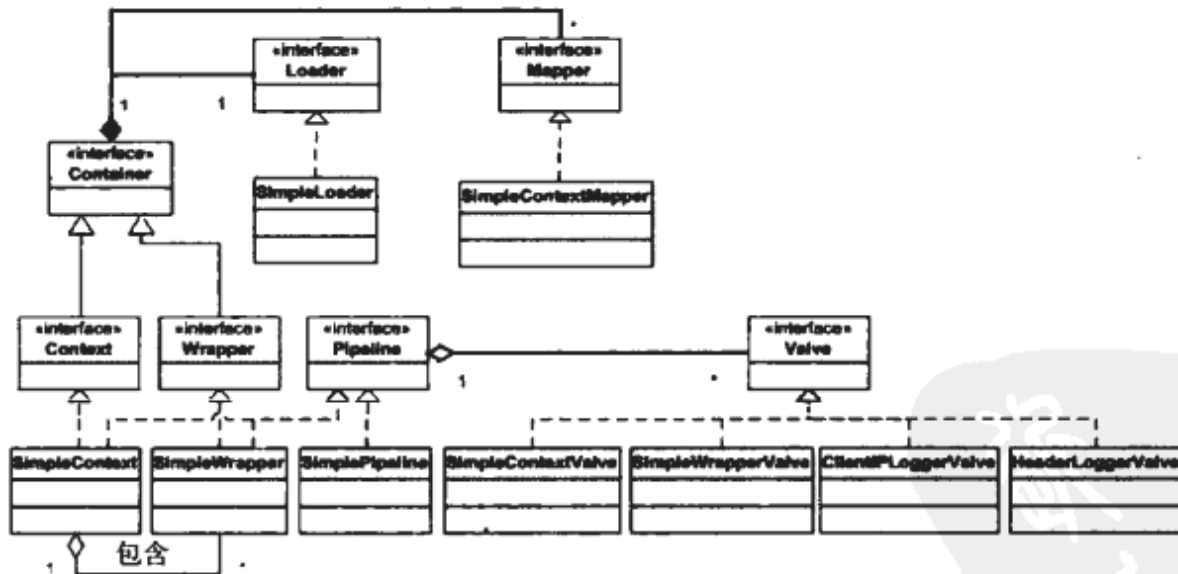 *
«interface»
Loader
«interface»
Mapper
1
1
«interface»
Container
SimpleLoader
SimpleContextMapper
«interface»
Context
«interface»
Wrapper
«interface»
Pipeline
«interface»
Valve
1
*
SimpleContext
SimpleWrapper
SimplePipeline
SimpleContextValve
SimpleWrapperValve
ClientIPLoggerValve
HeaderLoggerValve
包含
1
*